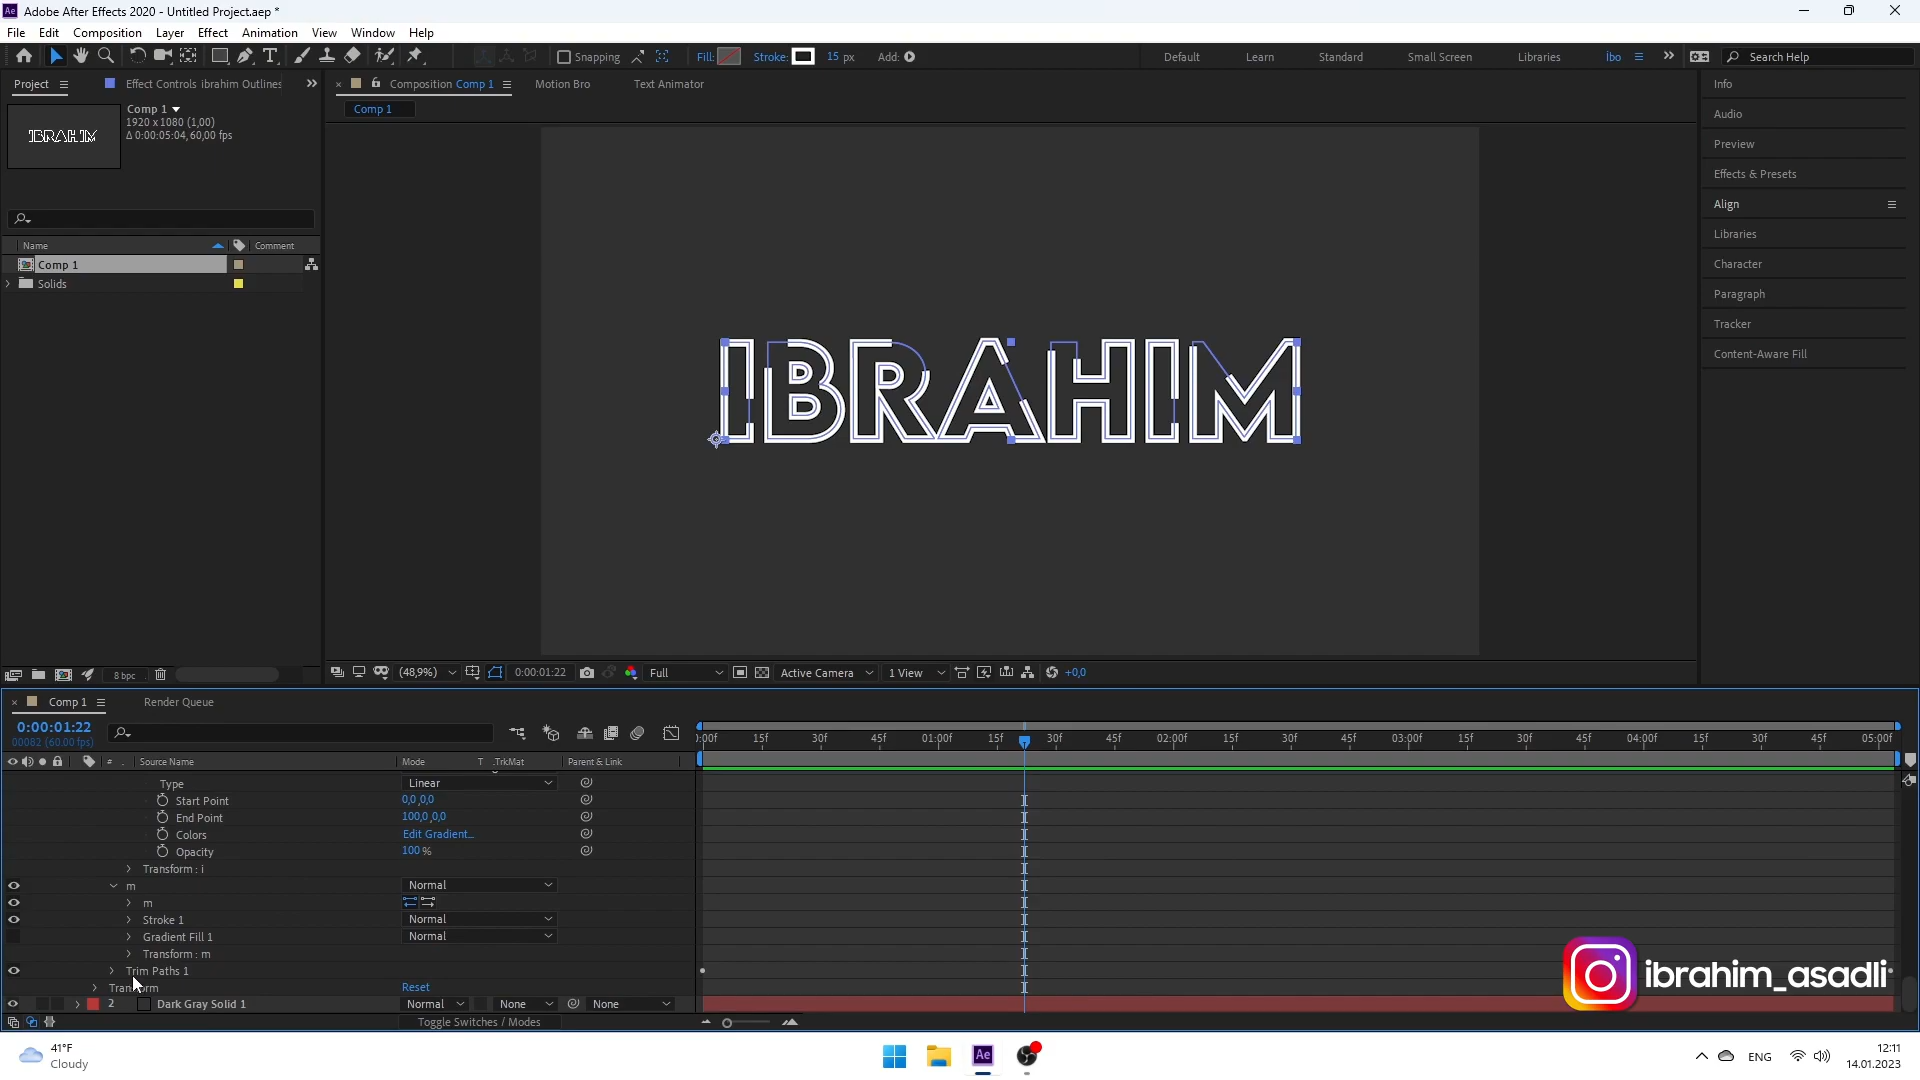 Adobe After Effects 2020 - Untitled Project.aep *
File Edit Composition Layer Effect Animation View Window Help
Snapping Fill: Stroke: 15 px Add: Default Learn Standard Small Screen Libraries İbo Search Help
Project Effect Controls ibrahim Outlines
Composition Comp 1 Motion Bro Text Animator
Comp 1
Comp 1
1920 x 1080 (1,00)
Δ 0:00:05:04, 60,00 fps
IBRAHIM
Name Comment
Comp 1
Solids
Info
Audio
Preview
Effects & Presets
Align
Libraries
Character
Paragraph
Tracker
Content-Aware Fill
IBRAHIM
8 bpc
(48,9%) 0:00:01:22 Full Active Camera 1 View +0,0
Comp 1 Render Queue
0:00:01:22
00082 (60.00 fps)
:00f 15f 30f 45f 01:00f 15f 30f 45f 02:00f 15f 30f 45f 03:00f 15f 30f 45f 04:00f 15f 30f 45f 05:00f
# Source Name Mode T .TrkMat Parent & Link
Type Linear
Start Point 0,0,0,0
End Point 100,0,0,0
Colors Edit Gradient...
Opacity 100 %
Transform : i
m Normal
m
Stroke 1 Normal
Gradient Fill 1 Normal
Transform : m
Trim Paths 1
Transform Reset
2 Dark Gray Solid 1 Normal None None
Toggle Switches / Modes
ibrahim_asadli
41°F
Cloudy
Ae
ENG
12:11
14.01.2023